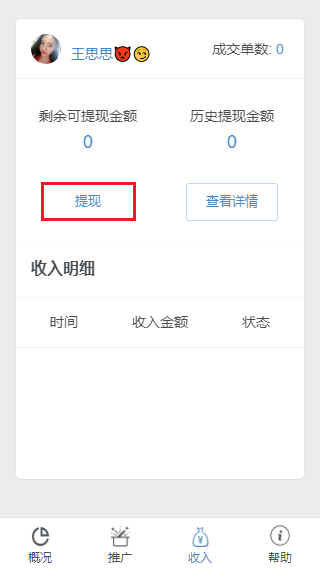 王思思👿😏 成交单数: 0
剩余可提现金额 历史提现金额
0 0
提现 查看详情
收入明细
时间 收入金额 状态
概况 推广 收入 帮助